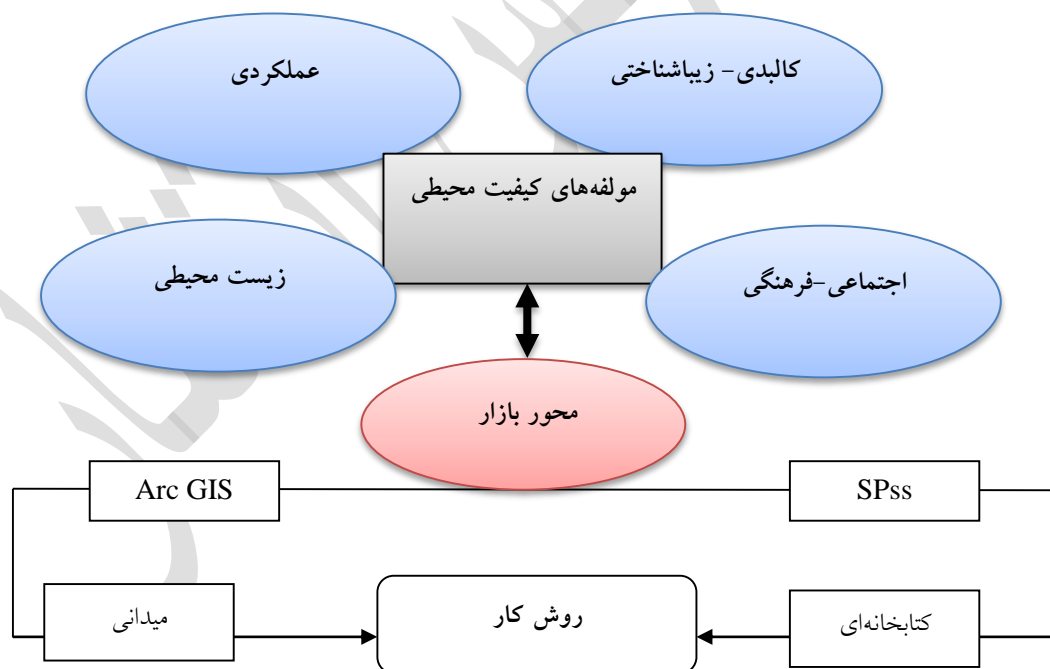 کالبدی- زیباشناختی
عملکردی
مولفه‌های کیفیت محیطی
اجتماعی-فرهنگی
زیست محیطی
محور بازار
SPss
Arc GIS
کتابخانه‌ای
روش کار
میدانی